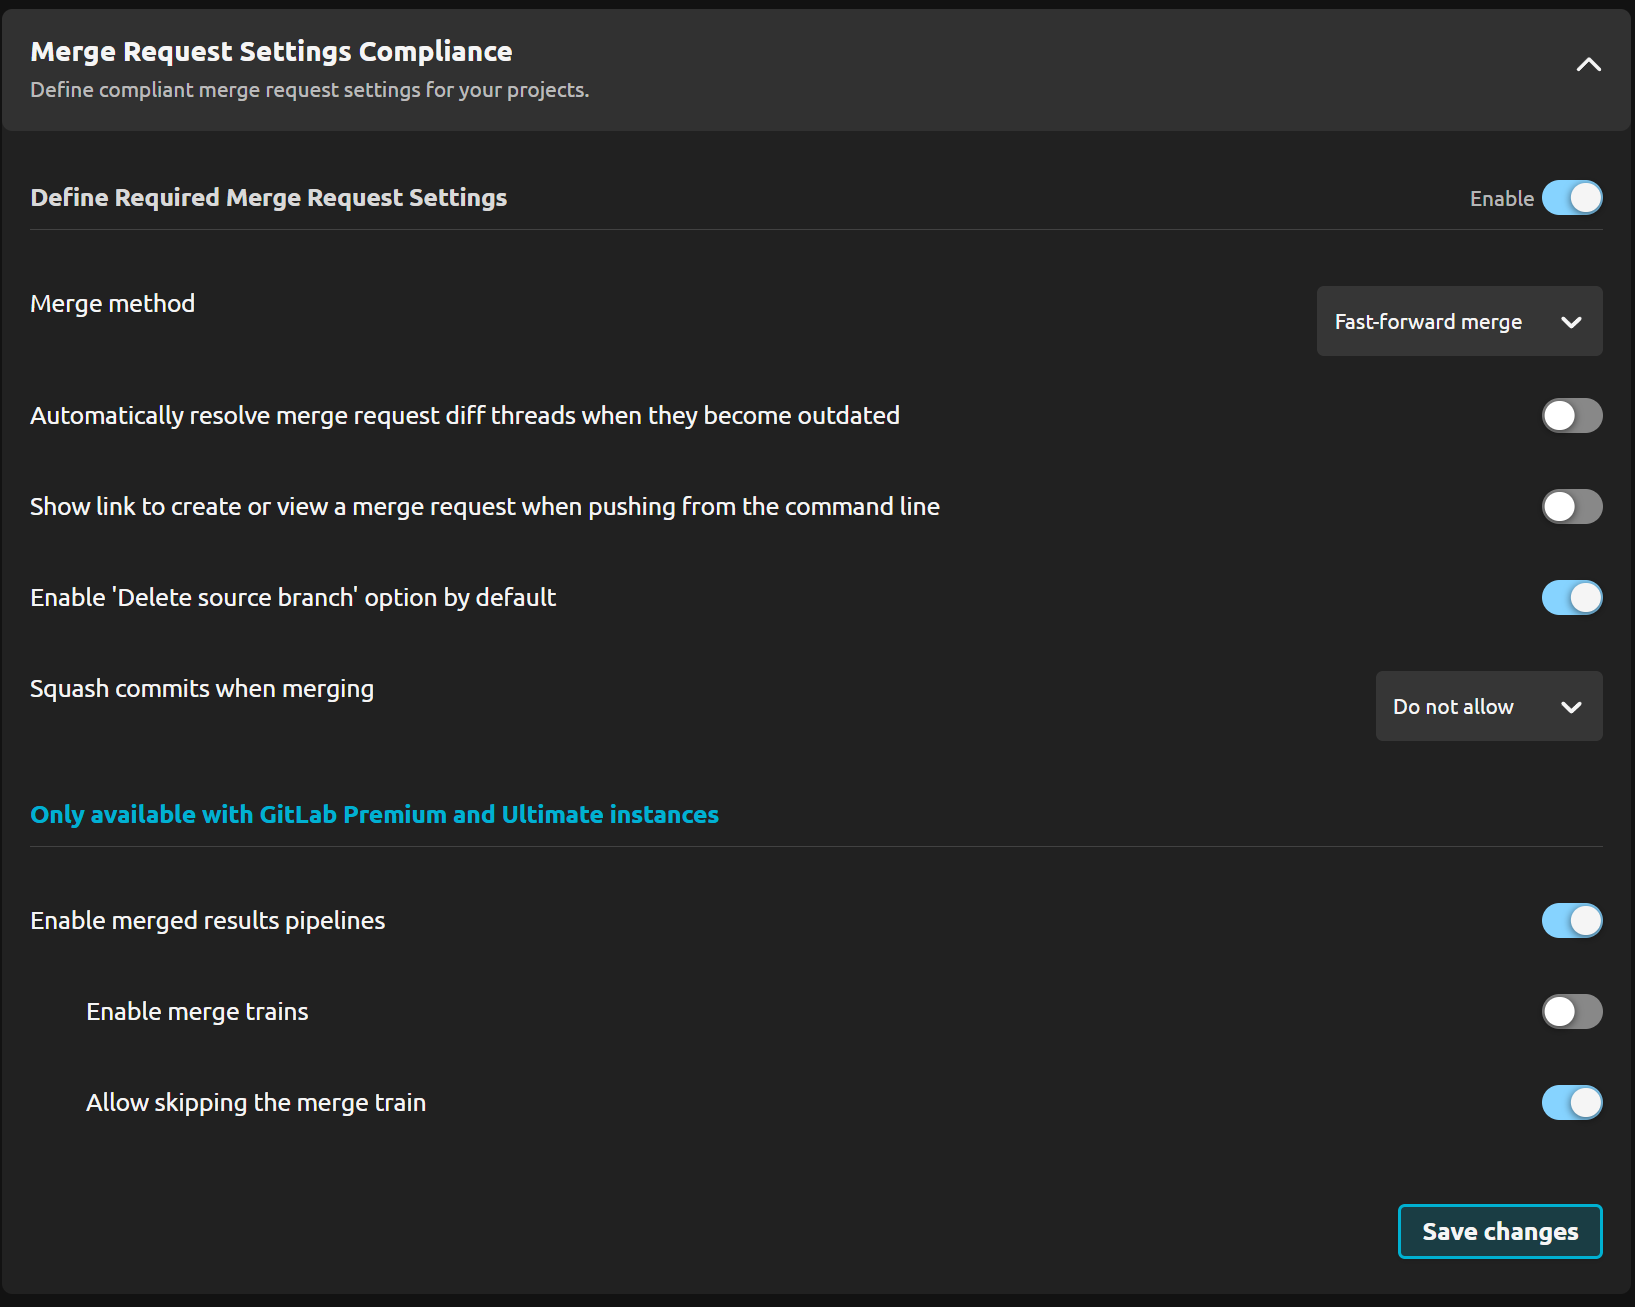 Merge Request Settings Compliance
Define compliant merge request settings for your projects.
Define Required Merge Request Settings
Enable
Merge method
Fast-forward merge
Automatically resolve merge request diff threads when they become outdated
Show link to create or view a merge request when pushing from the command line
Enable 'Delete source branch' option by default
Squash commits when merging
Do not allow
Only available with GitLab Premium and Ultimate instances
Enable merged results pipelines
Enable merge trains
Allow skipping the merge train
Save changes